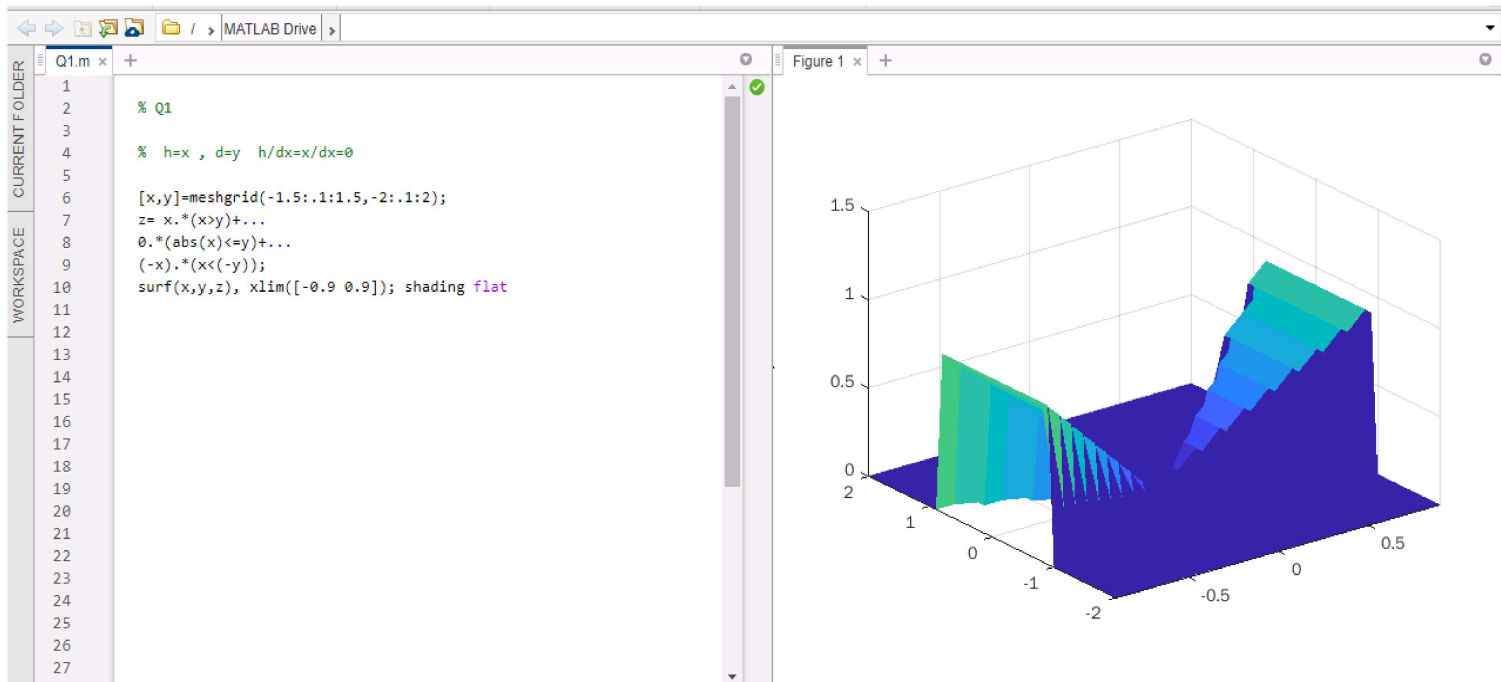 / > MATLAB Drive >
CURRENT FOLDER
WORKSPACE
Q1.m × +
1
2 % Q1
3
4 % h=x , d=y h/dx=x/dx=0
5
6 [x,y]=meshgrid(-1.5:.1:1.5,-2:.1:2);
7 z= x.*(x>y)+...
8 0.*(abs(x)<=y)+...
9 (-x).*(x<(-y));
10 surf(x,y,z), xlim([-0.9 0.9]); shading flat
11
12
13
14
15
16
17
18
19
20
21
22
23
24
25
26
27
Figure 1 × +
1.5
1
0.5
0
2
1
0
-1
-2
-0.5
0
0.5